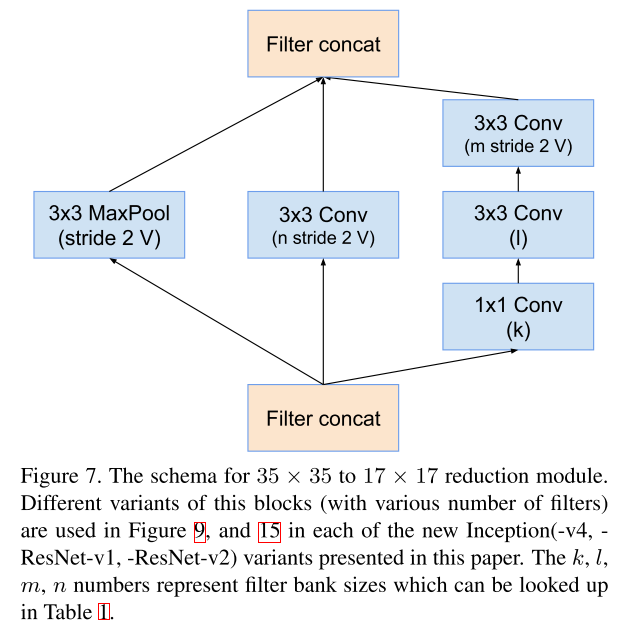 Filter concat
3x3 Conv
(m stride 2 V)
3x3 MaxPool
(stride 2 V)
3x3 Conv
(n stride 2 V)
3x3 Conv
(l)
1x1 Conv
(k)
Filter concat
Figure 7. The schema for 35 × 35 to 17 × 17 reduction module.
Different variants of this blocks (with various number of filters)
are used in Figure 9, and 15 in each of the new Inception(-v4, -
ResNet-v1, -ResNet-v2) variants presented in this paper. The k, l,
m, n numbers represent filter bank sizes which can be looked up
in Table 1.